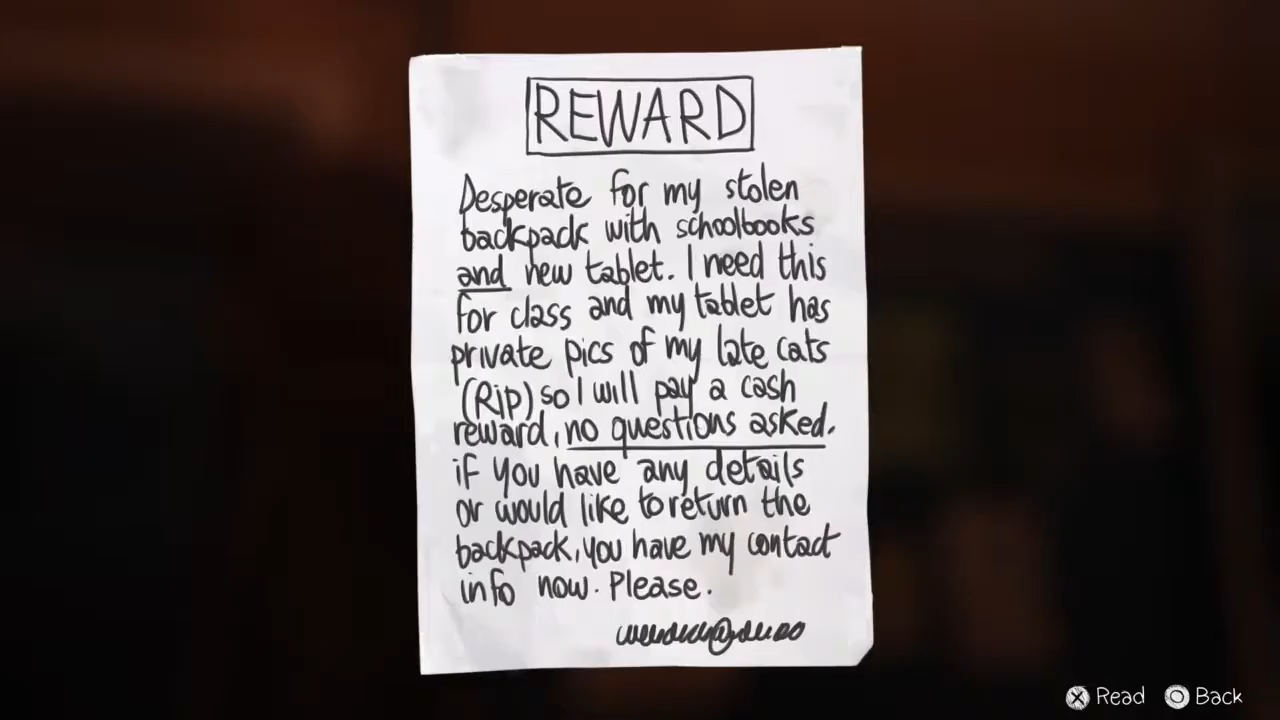 REWARD
Desperate for my stolen
backpack with schoolbooks
and new tablet. I need this
for class and my tablet has
private pics of my late cats
(Rip) so I will pay a cash
reward, no questions asked.
if you have any details
or would like to return the
backpack, you have my contact
info now. Please.
Read Back